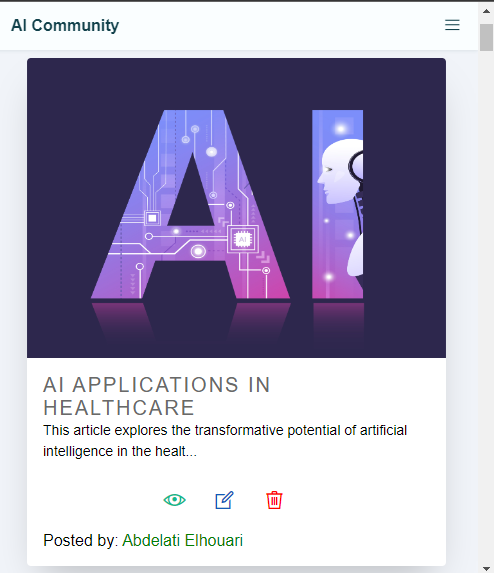 AI Community
AI
AI
AI APPLICATIONS IN
HEALTHCARE
This article explores the transformative potential of artificial
intelligence in the healt...
Posted by: Abdelati Elhouari